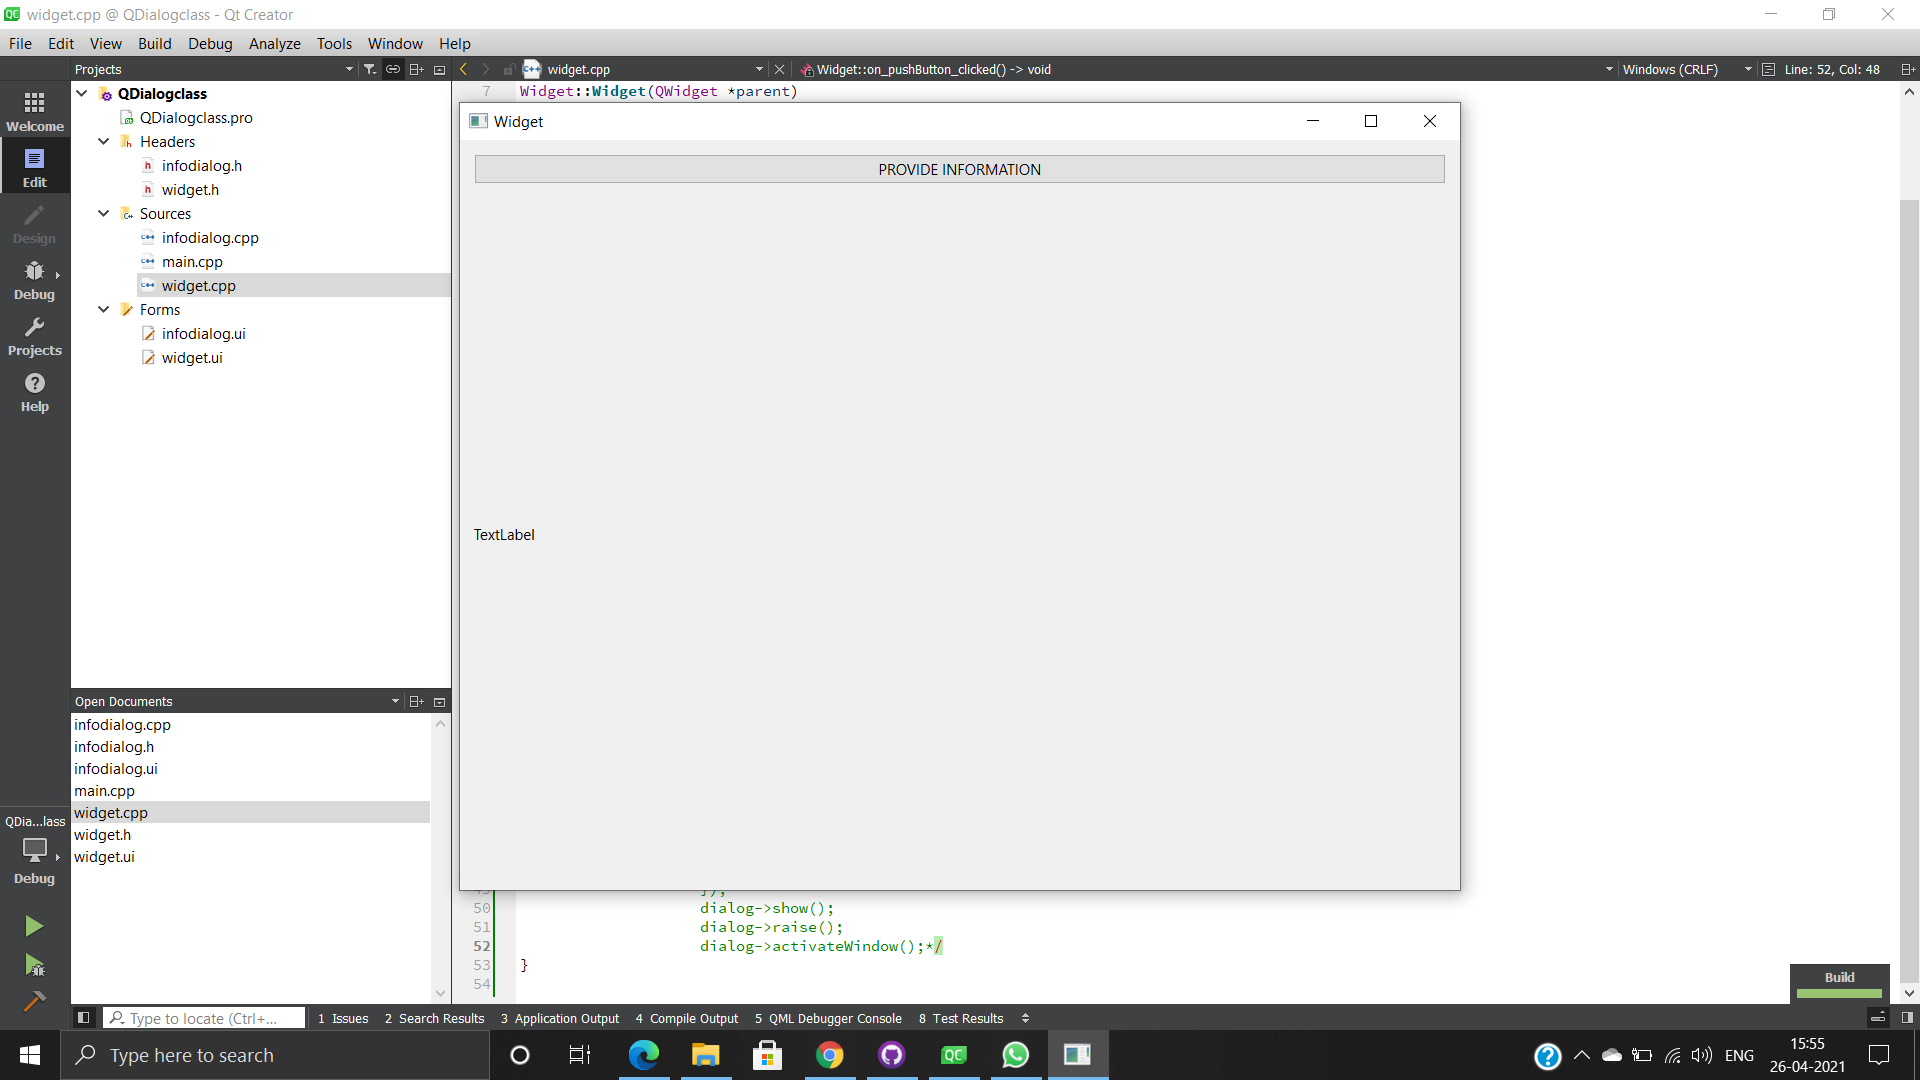 widget.cpp @ QDialogclass - Qt Creator
File Edit View Build Debug Analyze Tools Window Help
Projects
widget.cpp
Widget::on_pushButton_clicked() -> void
Windows (CRLF)
Line: 52, Col: 48
Welcome
Edit
Design
Debug
Projects
Help
QDialogclass
QDialogclass.pro
Headers
infodialog.h
widget.h
Sources
infodialog.cpp
main.cpp
widget.cpp
Forms
infodialog.ui
widget.ui
7 Widget::Widget(QWidget *parent)
Widget
PROVIDE INFORMATION
TextLabel
Open Documents
infodialog.cpp
infodialog.h
infodialog.ui
main.cpp
widget.cpp
widget.h
widget.ui
QDia...lass
Debug
50 dialog->show();
51 dialog->raise();
52 dialog->activateWindow();*/
53 }
54
Build
Type to locate (Ctrl+...
1 Issues 2 Search Results 3 Application Output 4 Compile Output 5 QML Debugger Console 8 Test Results
Type here to search
ENG
15:55
26-04-2021